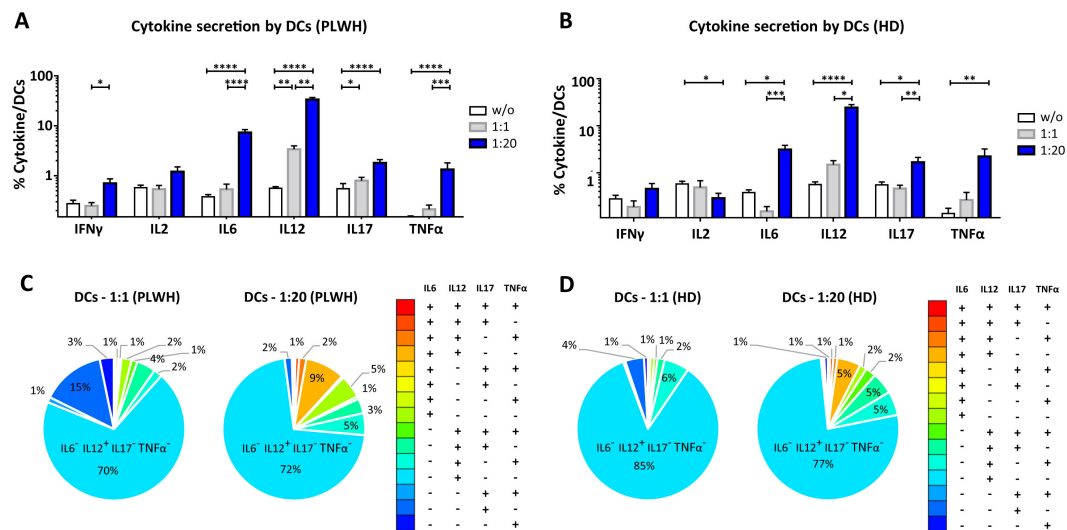 A
Cytokine secretion by DCs (PLWH)
% Cytokine/DCs
100
10
1
*
****
****
****
**
**
****
*
****
***
IFNγ IL2 IL6 IL12 IL17 TNFα
w/o
1:1
1:20
B
Cytokine secretion by DCs (HD)
% Cytokine/DCs
100
10
1
*
*
***
****
*
*
**
**
IFNγ IL2 IL6 IL12 IL17 TNFα
w/o
1:1
1:20
C
DCs - 1:1 (PLWH)
3%
1%
1%
2%
1%
4%
2%
15%
1%
IL6⁻ IL12⁺ IL17⁻ TNFα⁻
70%
DCs - 1:20 (PLWH)
2%
1%
2%
9%
5%
1%
3%
5%
IL6⁻ IL12⁺ IL17⁻ TNFα⁻
72%
IL6 IL12 IL17 TNFα
+ + + +
+ + + -
+ + - +
+ + - -
+ - + +
+ - + -
+ - - +
+ - - -
- + + +
- + + -
- + - +
- + - -
- - + +
- - + -
- - - +
D
DCs - 1:1 (HD)
4%
1%
1%
1%
2%
6%
IL6⁻ IL12⁺ IL17⁻ TNFα⁻
85%
DCs - 1:20 (HD)
1%
1%
1%
5%
2%
2%
5%
5%
IL6⁻ IL12⁺ IL17⁻ TNFα⁻
77%
IL6 IL12 IL17 TNFα
+ + + +
+ + + -
+ + - +
+ + - -
+ - + +
+ - + -
+ - - +
+ - - -
- + + +
- + + -
- + - +
- + - -
- - + +
- - + -
- - - +